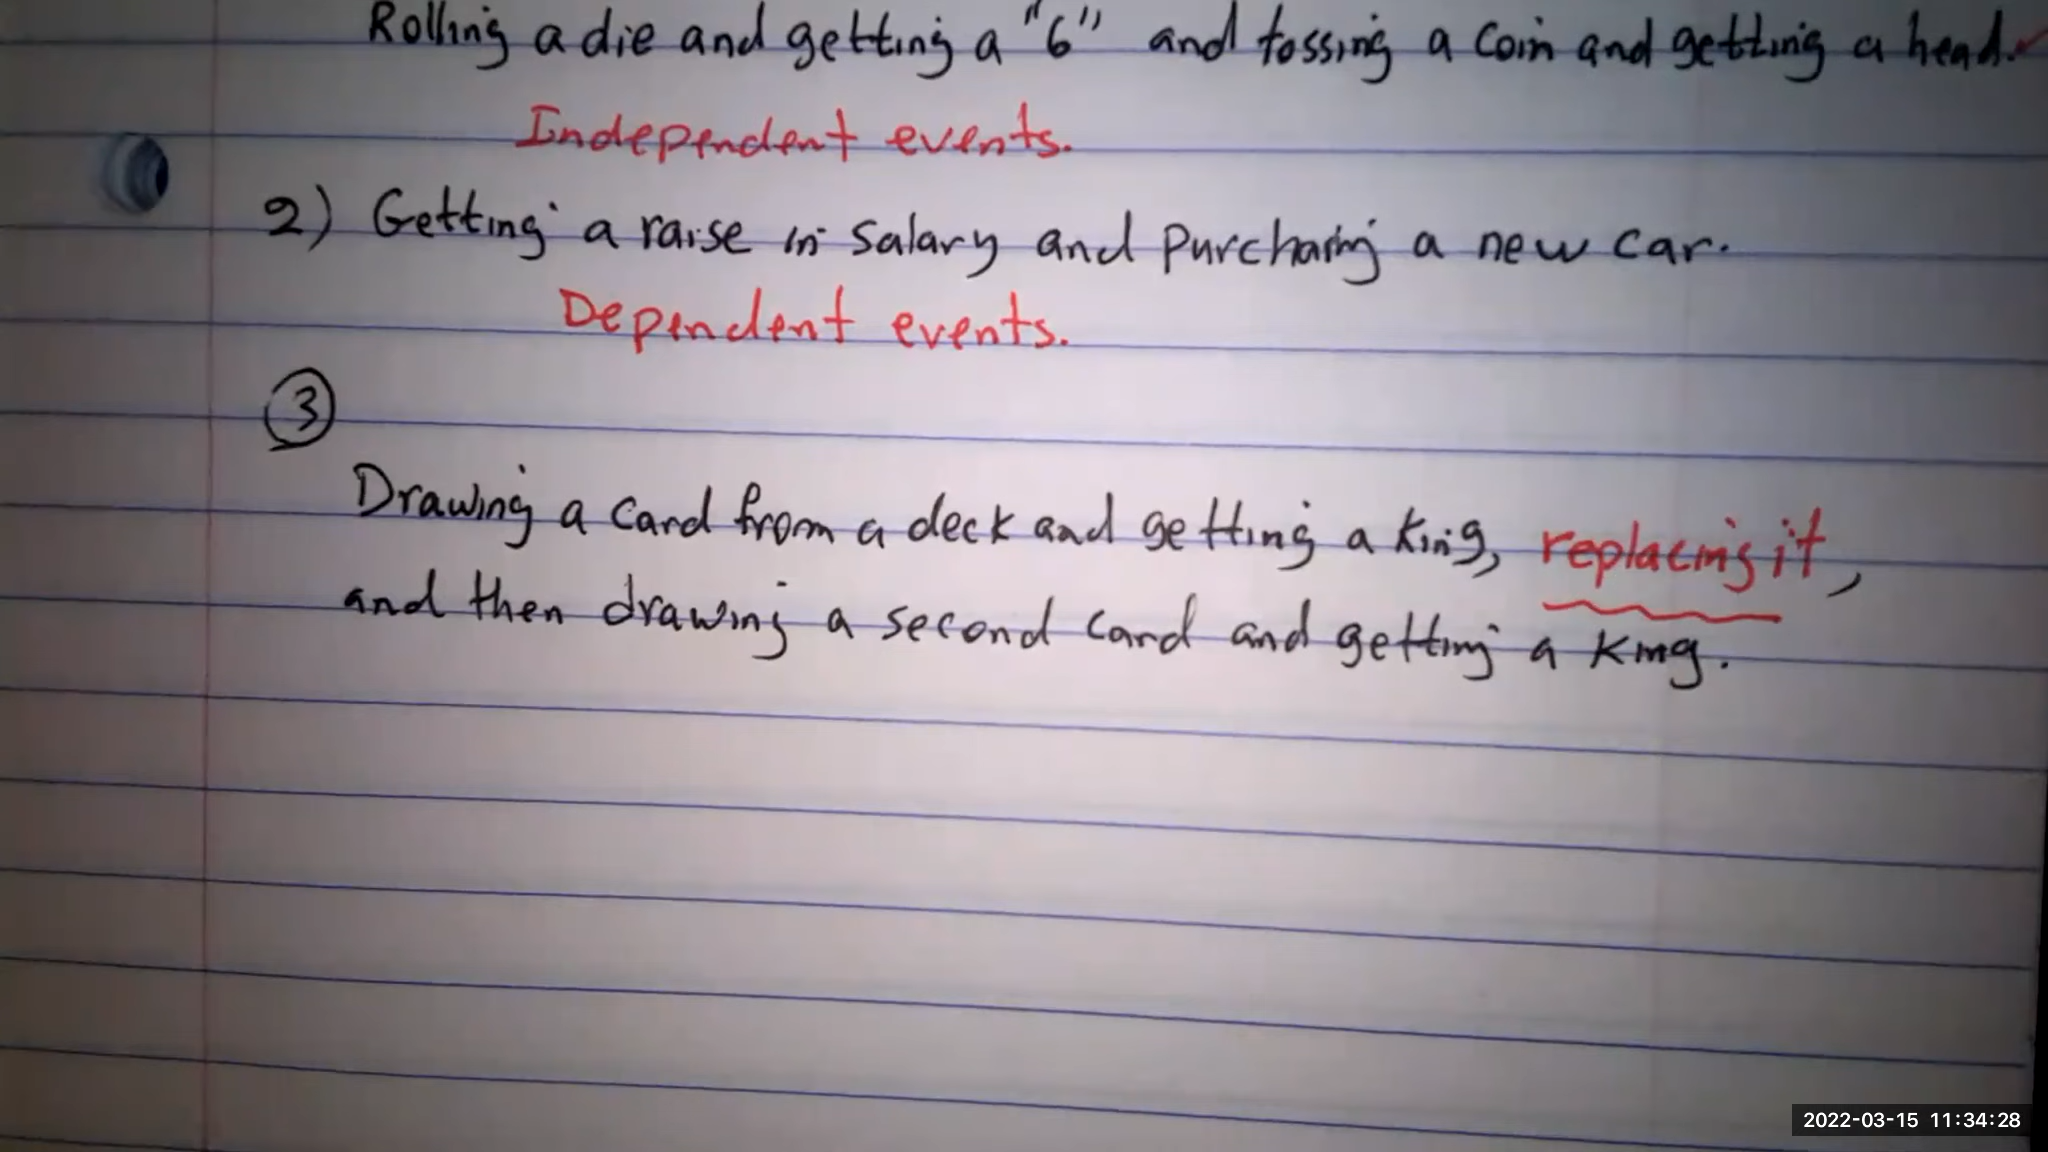 Rolling a die and getting a "6" and tossing a coin and getting a head.
Independent events.
2) Getting a raise in salary and purchasing a new car.
Dependent events.
3
Drawing a card from a deck and getting a king, replacing it,
and then drawing a second card and getting a king.
2022-03-15 11:34:28